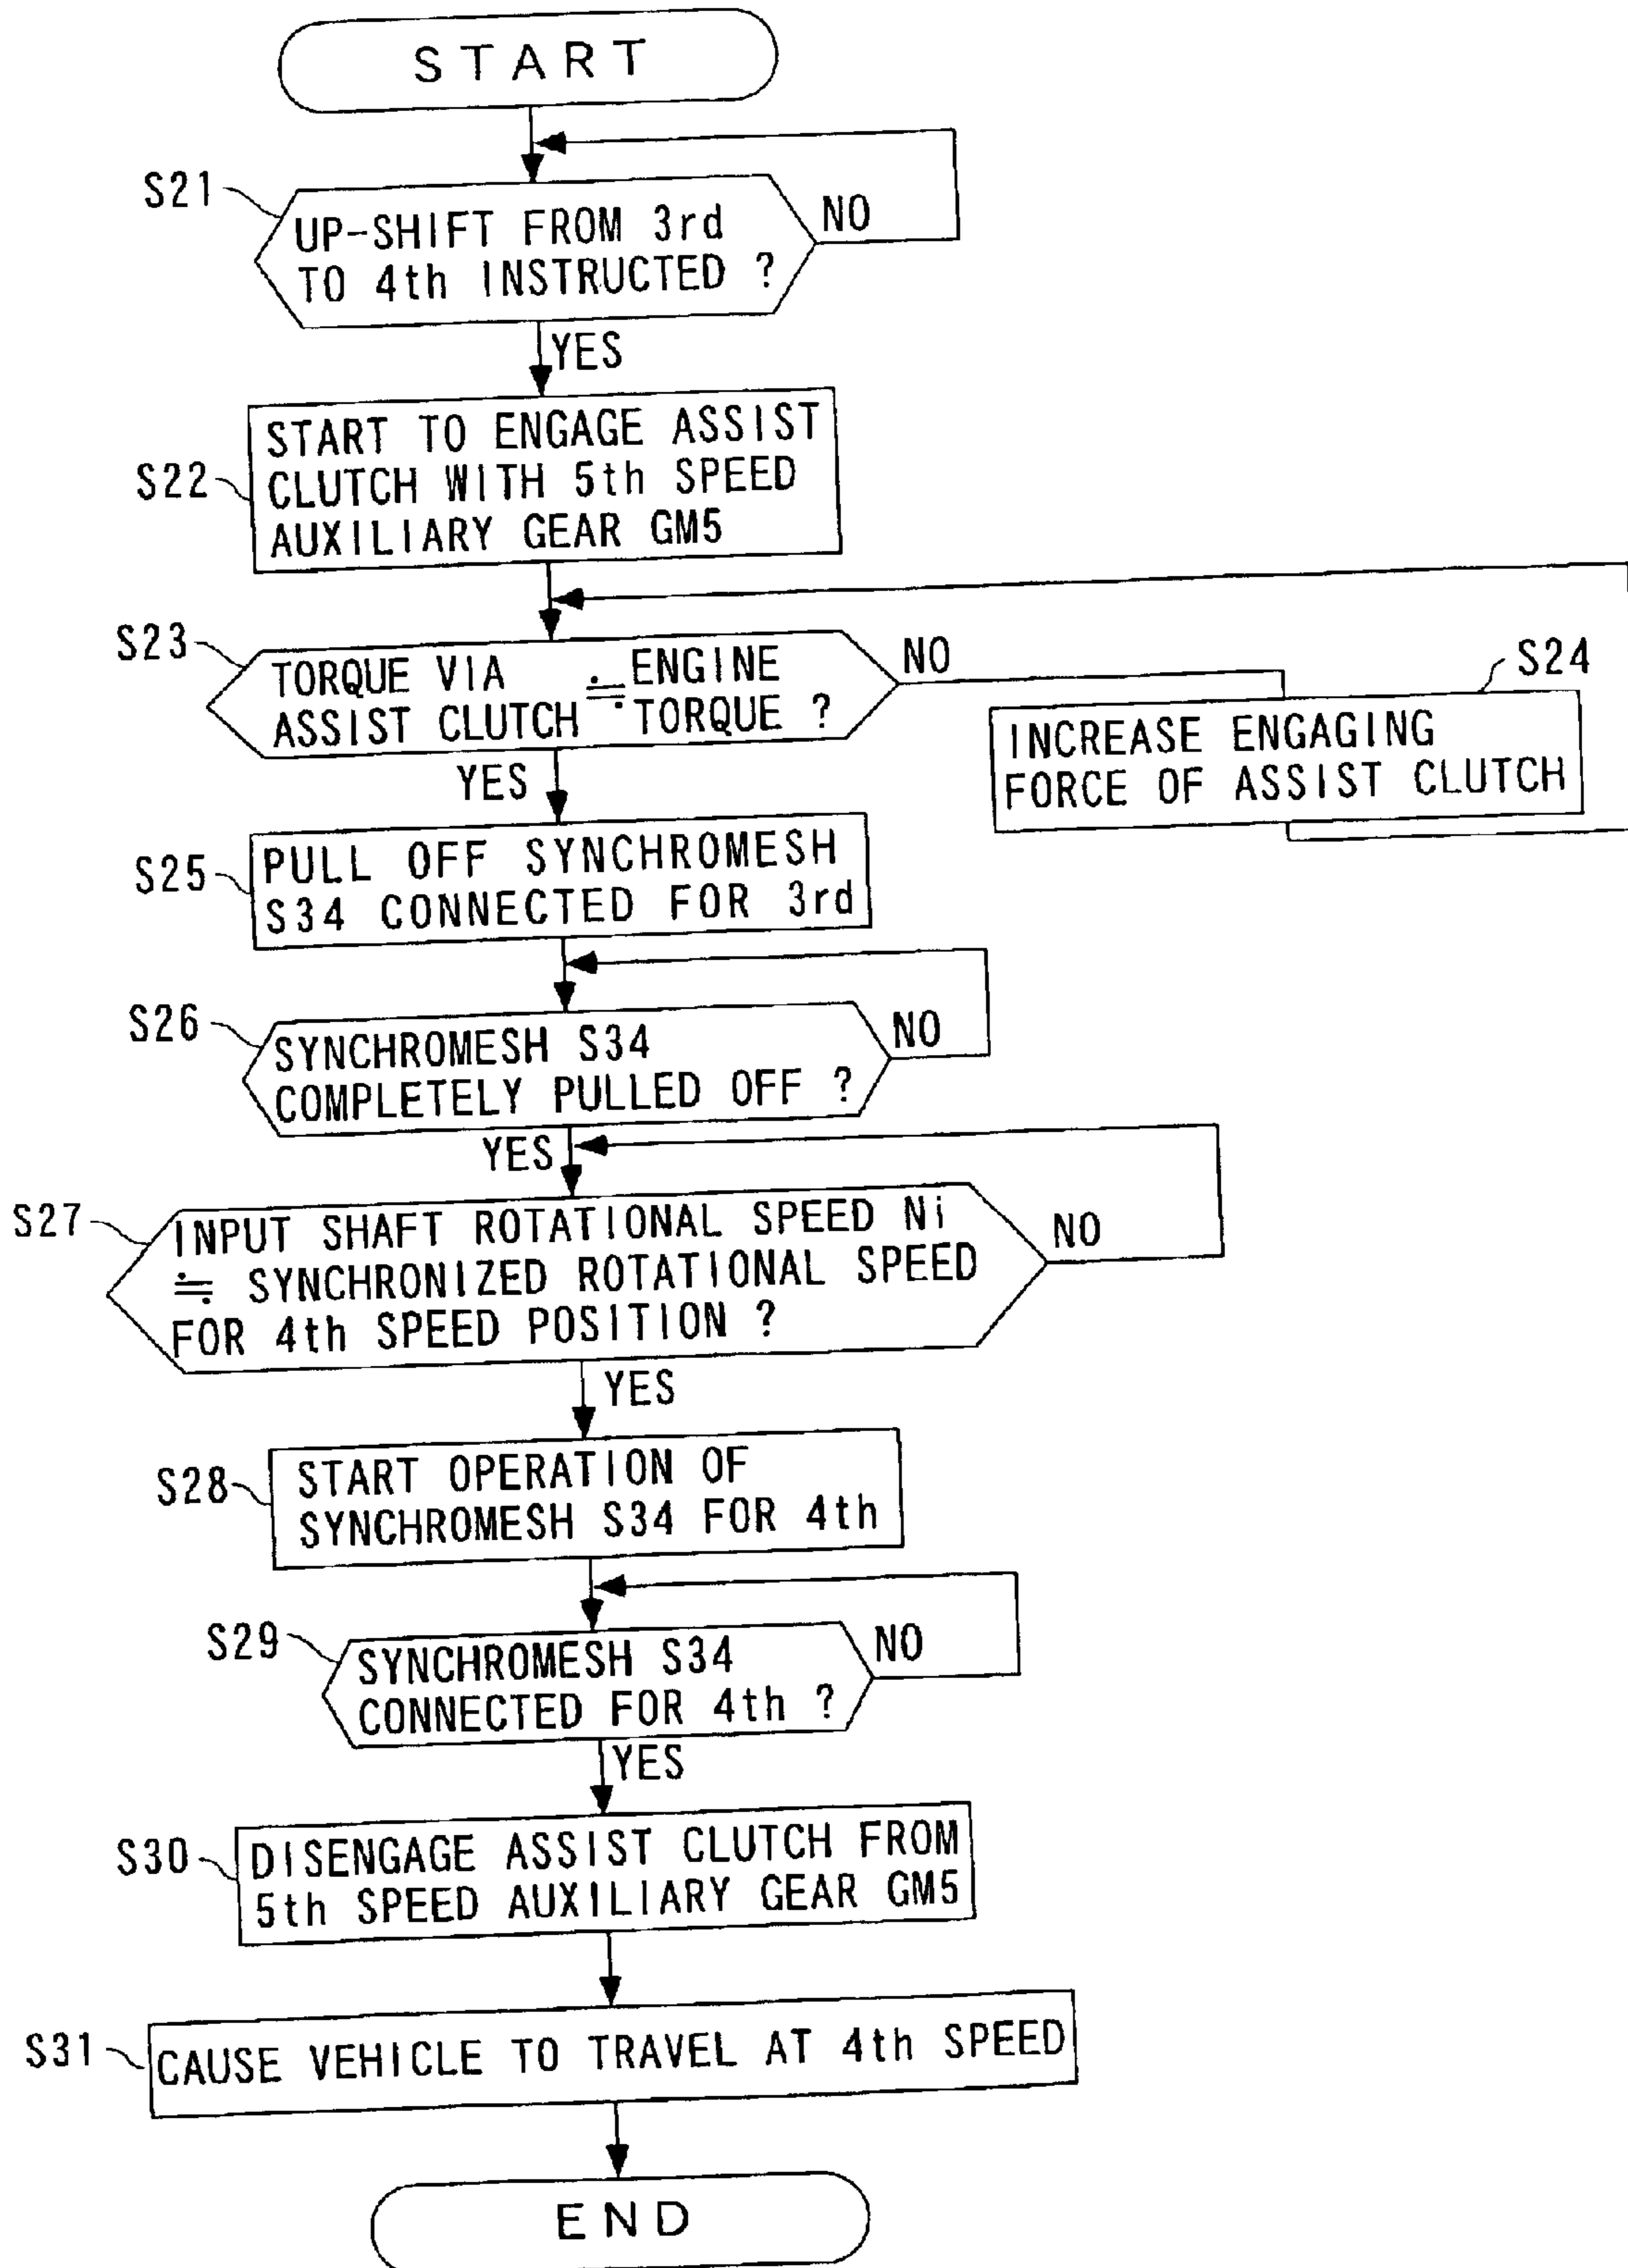 START
S21
UP-SHIFT FROM 3rd
TO 4th INSTRUCTED ?
NO
YES
S22
START TO ENGAGE ASSIST
CLUTCH WITH 5th SPEED
AUXILIARY GEAR GM5
S23
TORQUE VIA
ASSIST CLUTCH ≒ ENGINE
TORQUE ?
NO
S24
INCREASE ENGAGING
FORCE OF ASSIST CLUTCH
YES
S25
PULL OFF SYNCHROMESH
S34 CONNECTED FOR 3rd
S26
SYNCHROMESH S34
COMPLETELY PULLED OFF ?
NO
YES
S27
INPUT SHAFT ROTATIONAL SPEED Ni
≒ SYNCHRONIZED ROTATIONAL SPEED
FOR 4th SPEED POSITION ?
NO
YES
S28
START OPERATION OF
SYNCHROMESH S34 FOR 4th
S29
SYNCHROMESH S34
CONNECTED FOR 4th ?
NO
YES
S30
DISENGAGE ASSIST CLUTCH FROM
5th SPEED AUXILIARY GEAR GM5
S31
CAUSE VEHICLE TO TRAVEL AT 4th SPEED
END